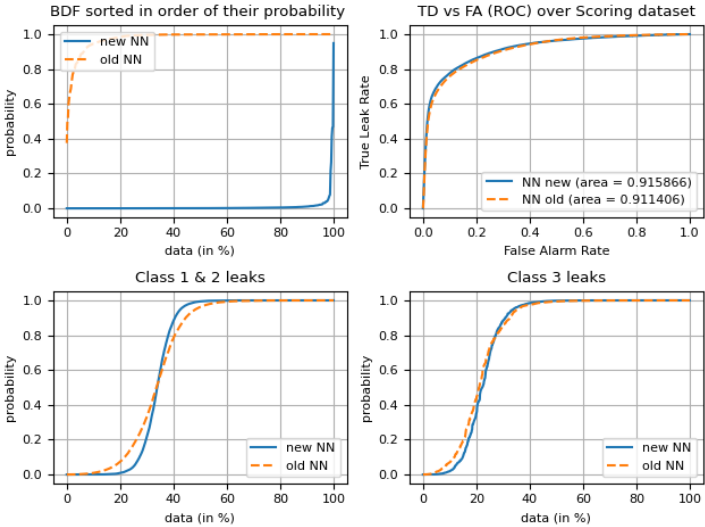 BDF sorted in order of their probability
1.0
0.8
0.6
0.4
0.2
0.0
probability
new NN
old NN
0 20 40 60 80 100
data (in %)
TD vs FA (ROC) over Scoring dataset
1.0
0.8
0.6
0.4
0.2
0.0
True Leak Rate
NN new (area = 0.915866)
NN old (area = 0.911406)
0.0 0.2 0.4 0.6 0.8 1.0
False Alarm Rate
Class 1 & 2 leaks
1.0
0.8
0.6
0.4
0.2
0.0
probability
new NN
old NN
0 20 40 60 80 100
data (in %)
Class 3 leaks
1.0
0.8
0.6
0.4
0.2
0.0
probability
new NN
old NN
0 20 40 60 80 100
data (in %)